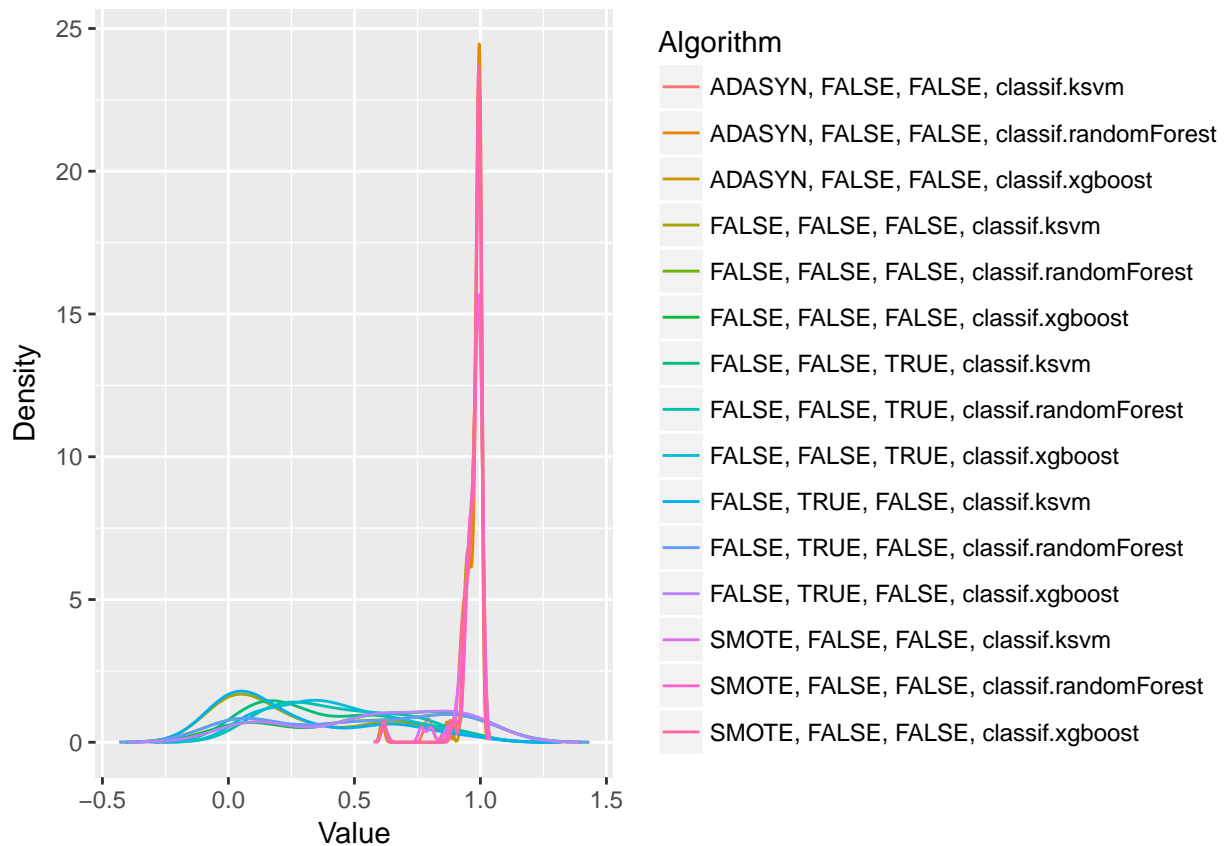 25
20
15
10
5
0
Density
−0.5
0.0
0.5
1.0
1.5
Value
Algorithm
ADASYN, FALSE, FALSE, classif.ksvm
ADASYN, FALSE, FALSE, classif.randomForest
ADASYN, FALSE, FALSE, classif.xgboost
FALSE, FALSE, FALSE, classif.ksvm
FALSE, FALSE, FALSE, classif.randomForest
FALSE, FALSE, FALSE, classif.xgboost
FALSE, FALSE, TRUE, classif.ksvm
FALSE, FALSE, TRUE, classif.randomForest
FALSE, FALSE, TRUE, classif.xgboost
FALSE, TRUE, FALSE, classif.ksvm
FALSE, TRUE, FALSE, classif.randomForest
FALSE, TRUE, FALSE, classif.xgboost
SMOTE, FALSE, FALSE, classif.ksvm
SMOTE, FALSE, FALSE, classif.randomForest
SMOTE, FALSE, FALSE, classif.xgboost